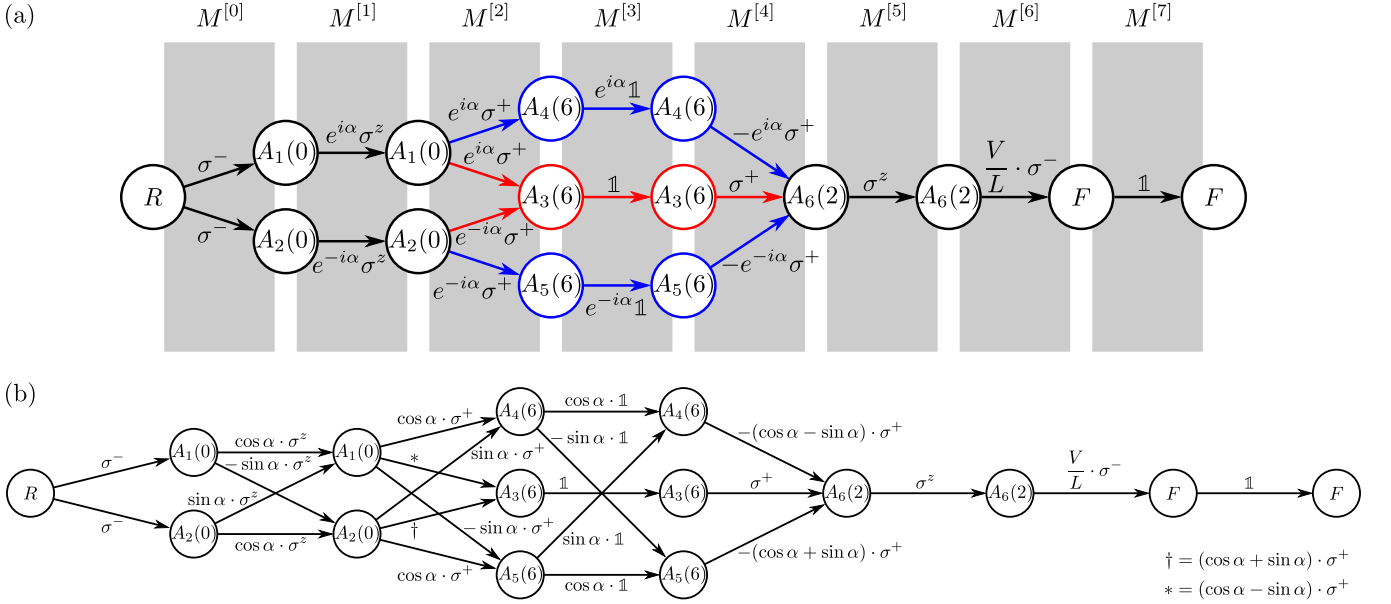 (a)
M^[0] M^[1] M^[2] M^[3] M^[4] M^[5] M^[6] M^[7]
e^{iα}𝟙
A_4(6) A_4(6)
e^{iα}σ^+ −e^{iα}σ^+
e^{iα}σ^z
σ^− A_1(0) A_1(0) e^{iα}σ^+
V/L · σ^−
R A_3(6) 𝟙 A_3(6) σ^+ A_6(2) σ^z A_6(2) F 𝟙 F
σ^− A_2(0) A_2(0) e^{−iα}σ^+
e^{−iα}σ^z
e^{−iα}σ^+ −e^{−iα}σ^+
A_5(6) A_5(6)
e^{−iα}𝟙
(b)
cos α · 𝟙
A_4(6) A_4(6)
cos α · σ^+ −(cos α − sin α) · σ^+
cos α · σ^z − sin α · 𝟙
σ^− A_1(0) A_1(0) * sin α · σ^+
− sin α · σ^z
V/L · σ^−
R A_3(6) 𝟙 A_3(6) σ^+ A_6(2) σ^z A_6(2) F 𝟙 F
sin α · σ^z
σ^− A_2(0) A_2(0) † − sin α · σ^+ sin α · 𝟙
cos α · σ^z −(cos α + sin α) · σ^+
cos α · σ^+ A_5(6) A_5(6)
cos α · 𝟙
† = (cos α + sin α) · σ^+
* = (cos α − sin α) · σ^+